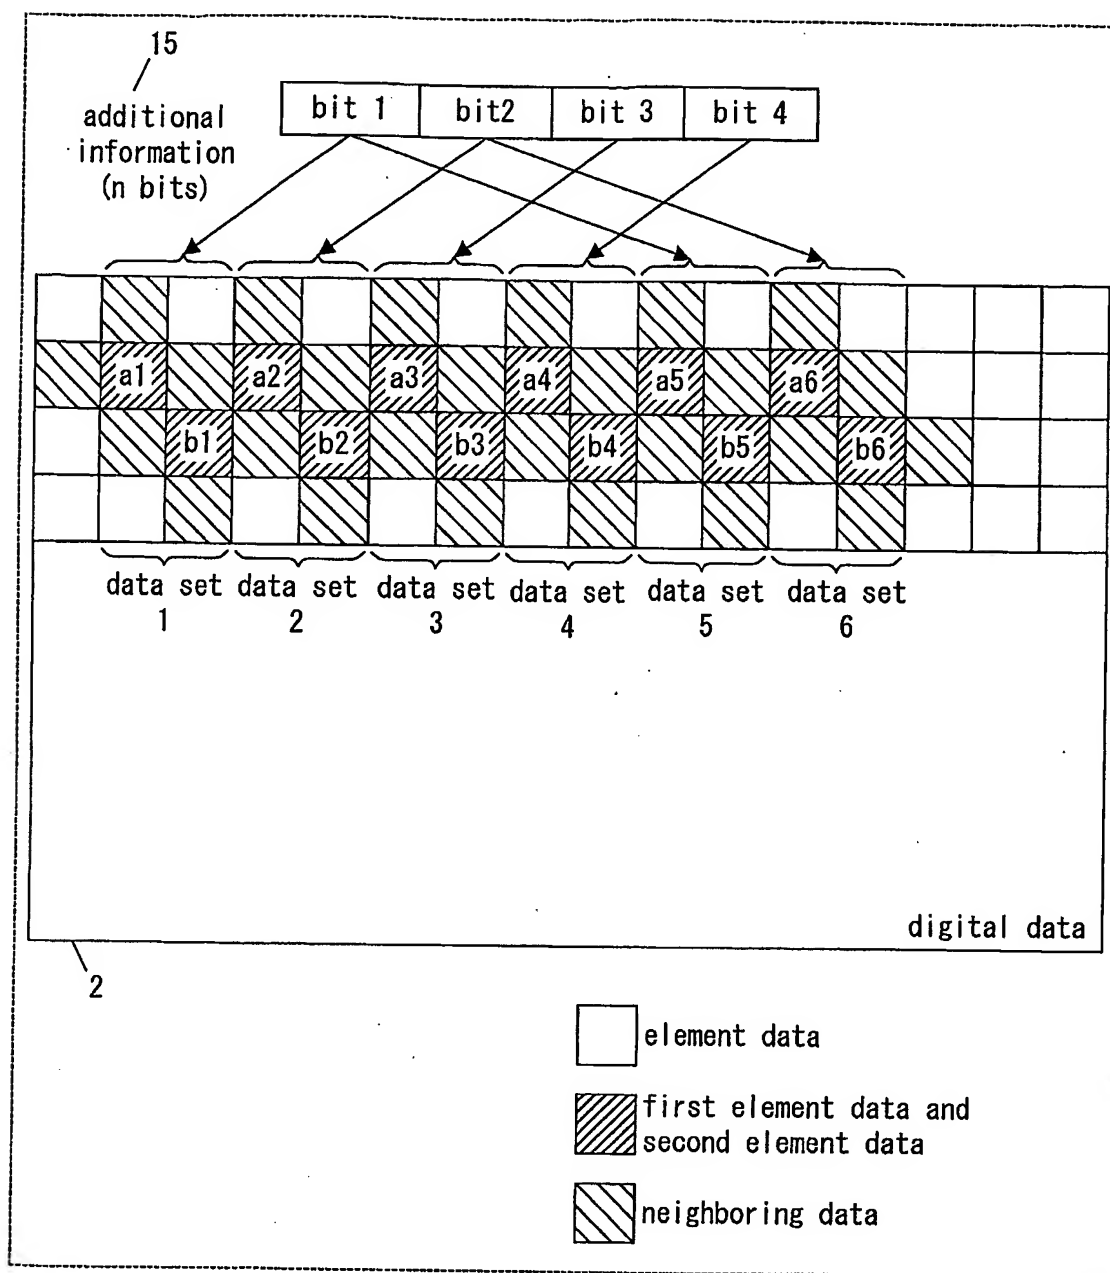 15
additional
information
(n bits)
bit 1 bit2 bit 3 bit 4
a1 a2 a3 a4 a5 a6
b1 b2 b3 b4 b5 b6
data set data set data set data set data set data set
1 2 3 4 5 6
digital data
2
element data
first element data and
second element data
neighboring data